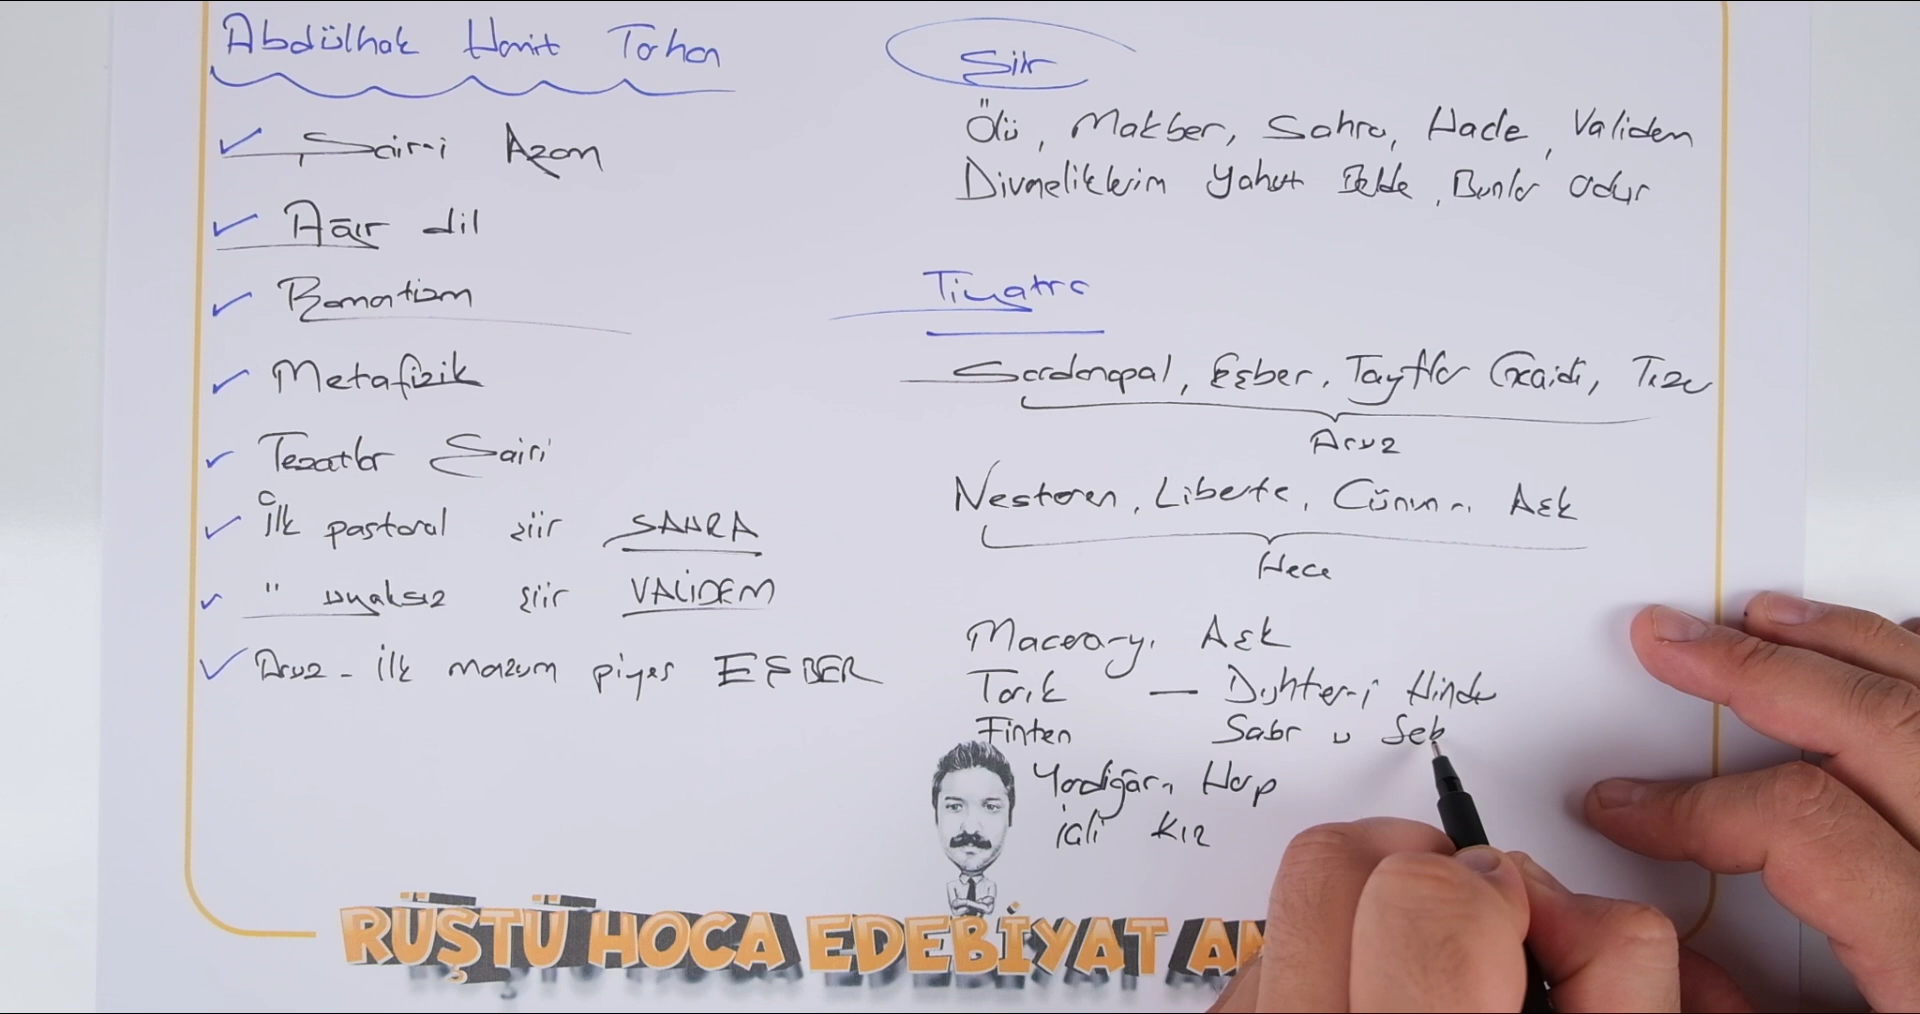 Abdülhak Hamit Tarhan
Şair-i Azam
Ağır dil
Romantizm
Metafizik
Tezatlar Şairi
İlk pastoral şiir SAHRA
" uyaksız şiir VALİDEM
Aruz - ilk manzum piyes EŞBER
Şiir
Ölü, Makber, Sahra, Hacle, Validem
Divaneliklerim Yahut Belde, Bunlar Odur
Tiyatro
Sardanapal, Eşber, Tayflar Geçidi, Tezer
Aruz
Nesteren, Liberte, Cünun-ı Aşk
Hece
Macera-yı Aşk
Tarık — Duhter-i Hindu
Finten Sabr u Seb
Yadigâr-ı Harp
İçli Kız
RÜŞTÜ HOCA EDEBİYAT